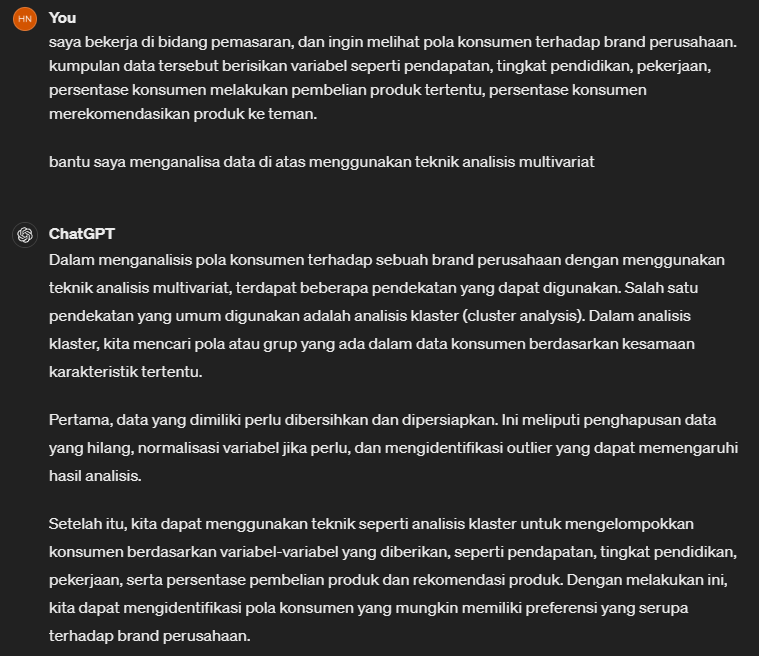 HN You
saya bekerja di bidang pemasaran, dan ingin melihat pola konsumen terhadap brand perusahaan.
kumpulan data tersebut berisikan variabel seperti pendapatan, tingkat pendidikan, pekerjaan,
persentase konsumen melakukan pembelian produk tertentu, persentase konsumen
merekomendasikan produk ke teman.
bantu saya menganalisa data di atas menggunakan teknik analisis multivariat
ChatGPT
Dalam menganalisis pola konsumen terhadap sebuah brand perusahaan dengan menggunakan
teknik analisis multivariat, terdapat beberapa pendekatan yang dapat digunakan. Salah satu
pendekatan yang umum digunakan adalah analisis klaster (cluster analysis). Dalam analisis
klaster, kita mencari pola atau grup yang ada dalam data konsumen berdasarkan kesamaan
karakteristik tertentu.
Pertama, data yang dimiliki perlu dibersihkan dan dipersiapkan. Ini meliputi penghapusan data
yang hilang, normalisasi variabel jika perlu, dan mengidentifikasi outlier yang dapat memengaruhi
hasil analisis.
Setelah itu, kita dapat menggunakan teknik seperti analisis klaster untuk mengelompokkan
konsumen berdasarkan variabel-variabel yang diberikan, seperti pendapatan, tingkat pendidikan,
pekerjaan, serta persentase pembelian produk dan rekomendasi produk. Dengan melakukan ini,
kita dapat mengidentifikasi pola konsumen yang mungkin memiliki preferensi yang serupa
terhadap brand perusahaan.